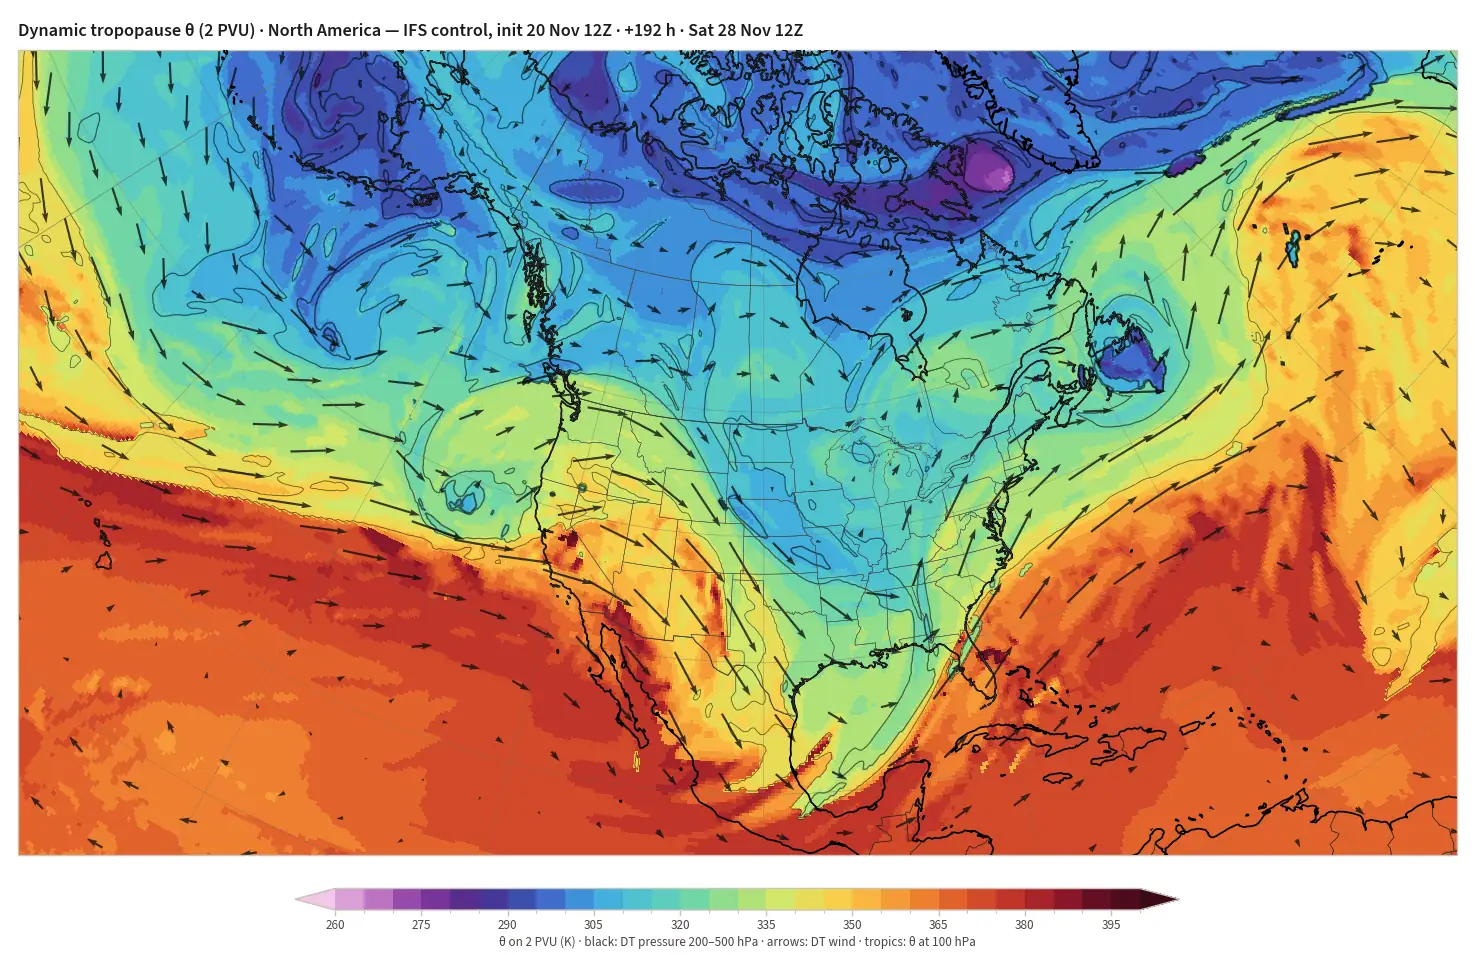 Dynamic tropopause θ (2 PVU) · North America — IFS control, init 20 Nov 12Z · +192 h · Sat 28 Nov 12Z
260 275 290 305 320 335 350 365 380 395
θ on 2 PVU (K) · black: DT pressure 200–500 hPa · arrows: DT wind · tropics: θ at 100 hPa